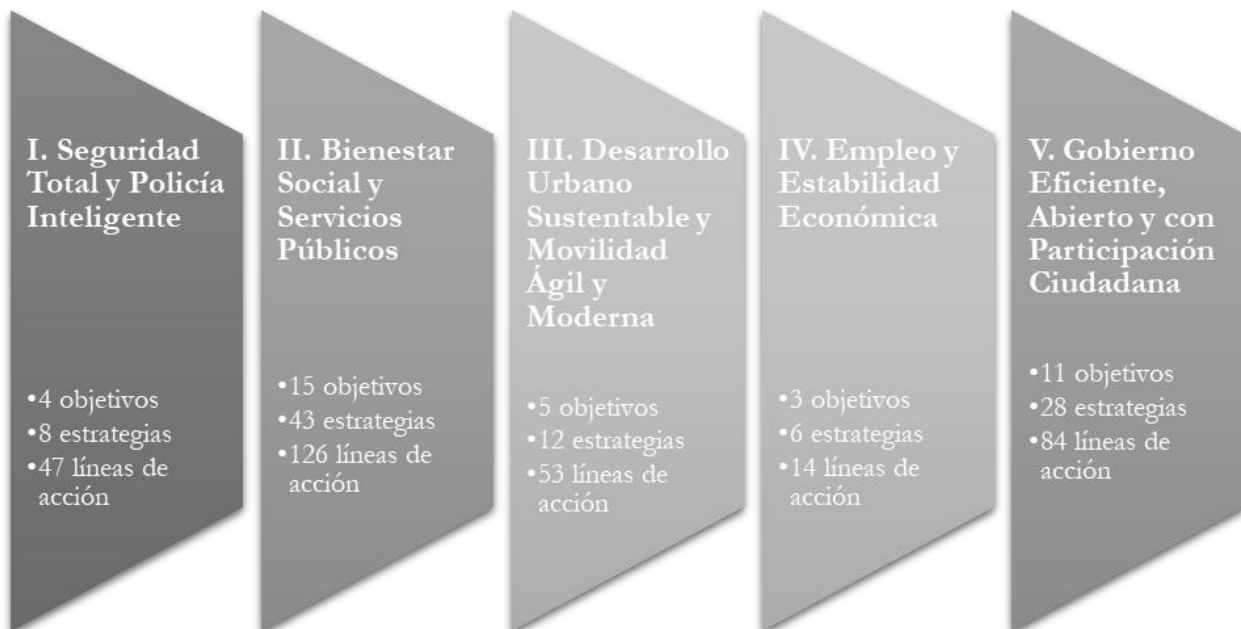 I. Seguridad
Total y Policía
Inteligente
•4 objetivos
•8 estrategias
•47 líneas de
acción
II. Bienestar
Social y
Servicios
Públicos
•15 objetivos
•43 estrategias
•126 líneas de
acción
III. Desarrollo
Urbano
Sustentable y
Movilidad
Ágil y
Moderna
•5 objetivos
•12 estrategias
•53 líneas de
acción
IV. Empleo y
Estabilidad
Económica
•3 objetivos
•6 estrategias
•14 líneas de
acción
V. Gobierno
Eficiente,
Abierto y con
Participación
Ciudadana
•11 objetivos
•28 estrategias
•84 líneas de
acción